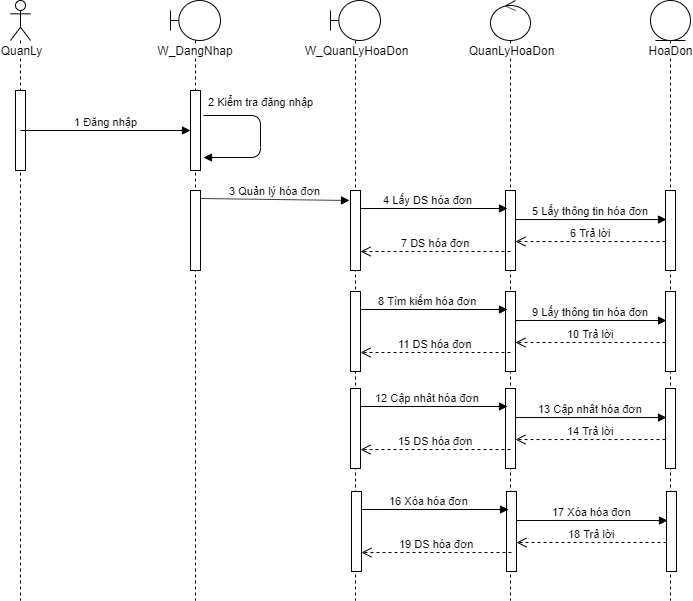 QuanLy
W_DangNhap
W_QuanLyHoaDon
QuanLyHoaDon
HoaDon
1 Đăng nhập
2 Kiểm tra đăng nhập
3 Quản lý hóa đơn
4 Lấy DS hóa đơn
5 Lấy thông tin hóa đơn
6 Trả lời
7 DS hóa đơn
8 Tìm kiếm hóa đơn
9 Lấy thông tin hóa đơn
10 Trả lời
11 DS hóa đơn
12 Cập nhât hóa đơn
13 Cập nhât hóa đơn
14 Trả lời
15 DS hóa đơn
16 Xóa hóa đơn
17 Xóa hóa đơn
18 Trả lời
19 DS hóa đơn